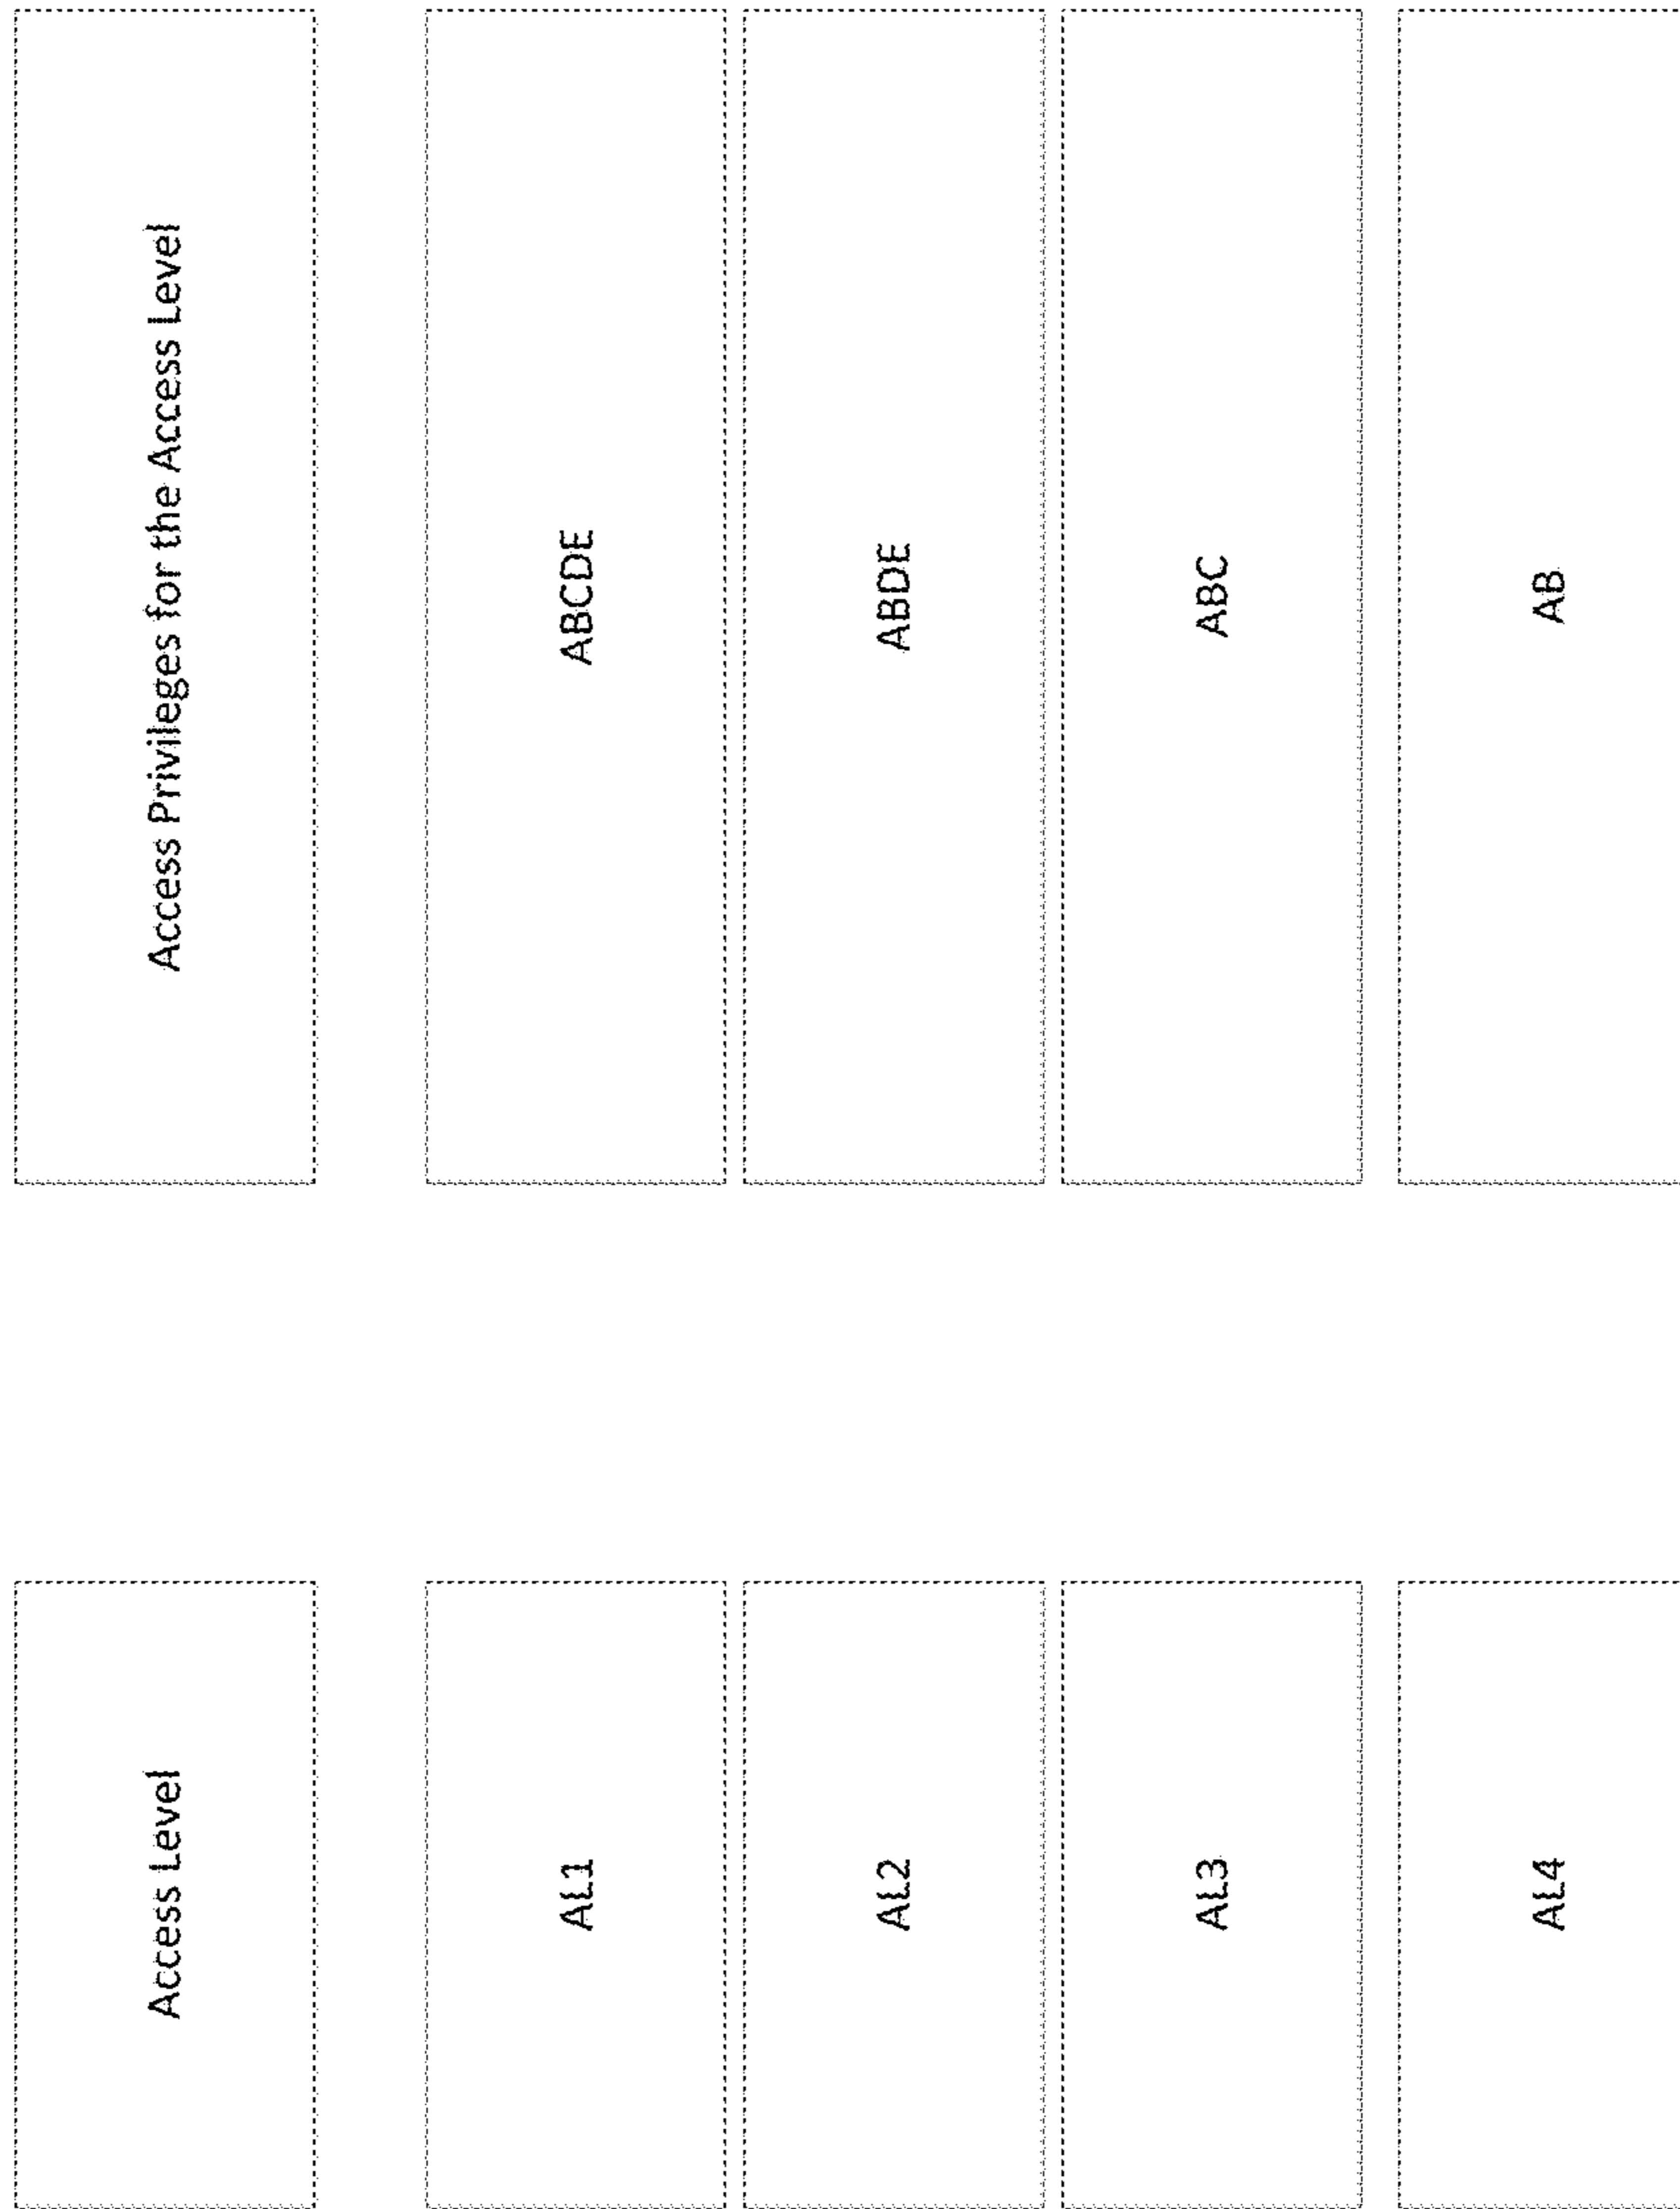 Access Level
Access Privileges for the Access Level
AL1
ABCDE
AL2
ABDE
AL3
ABC
AL4
AB